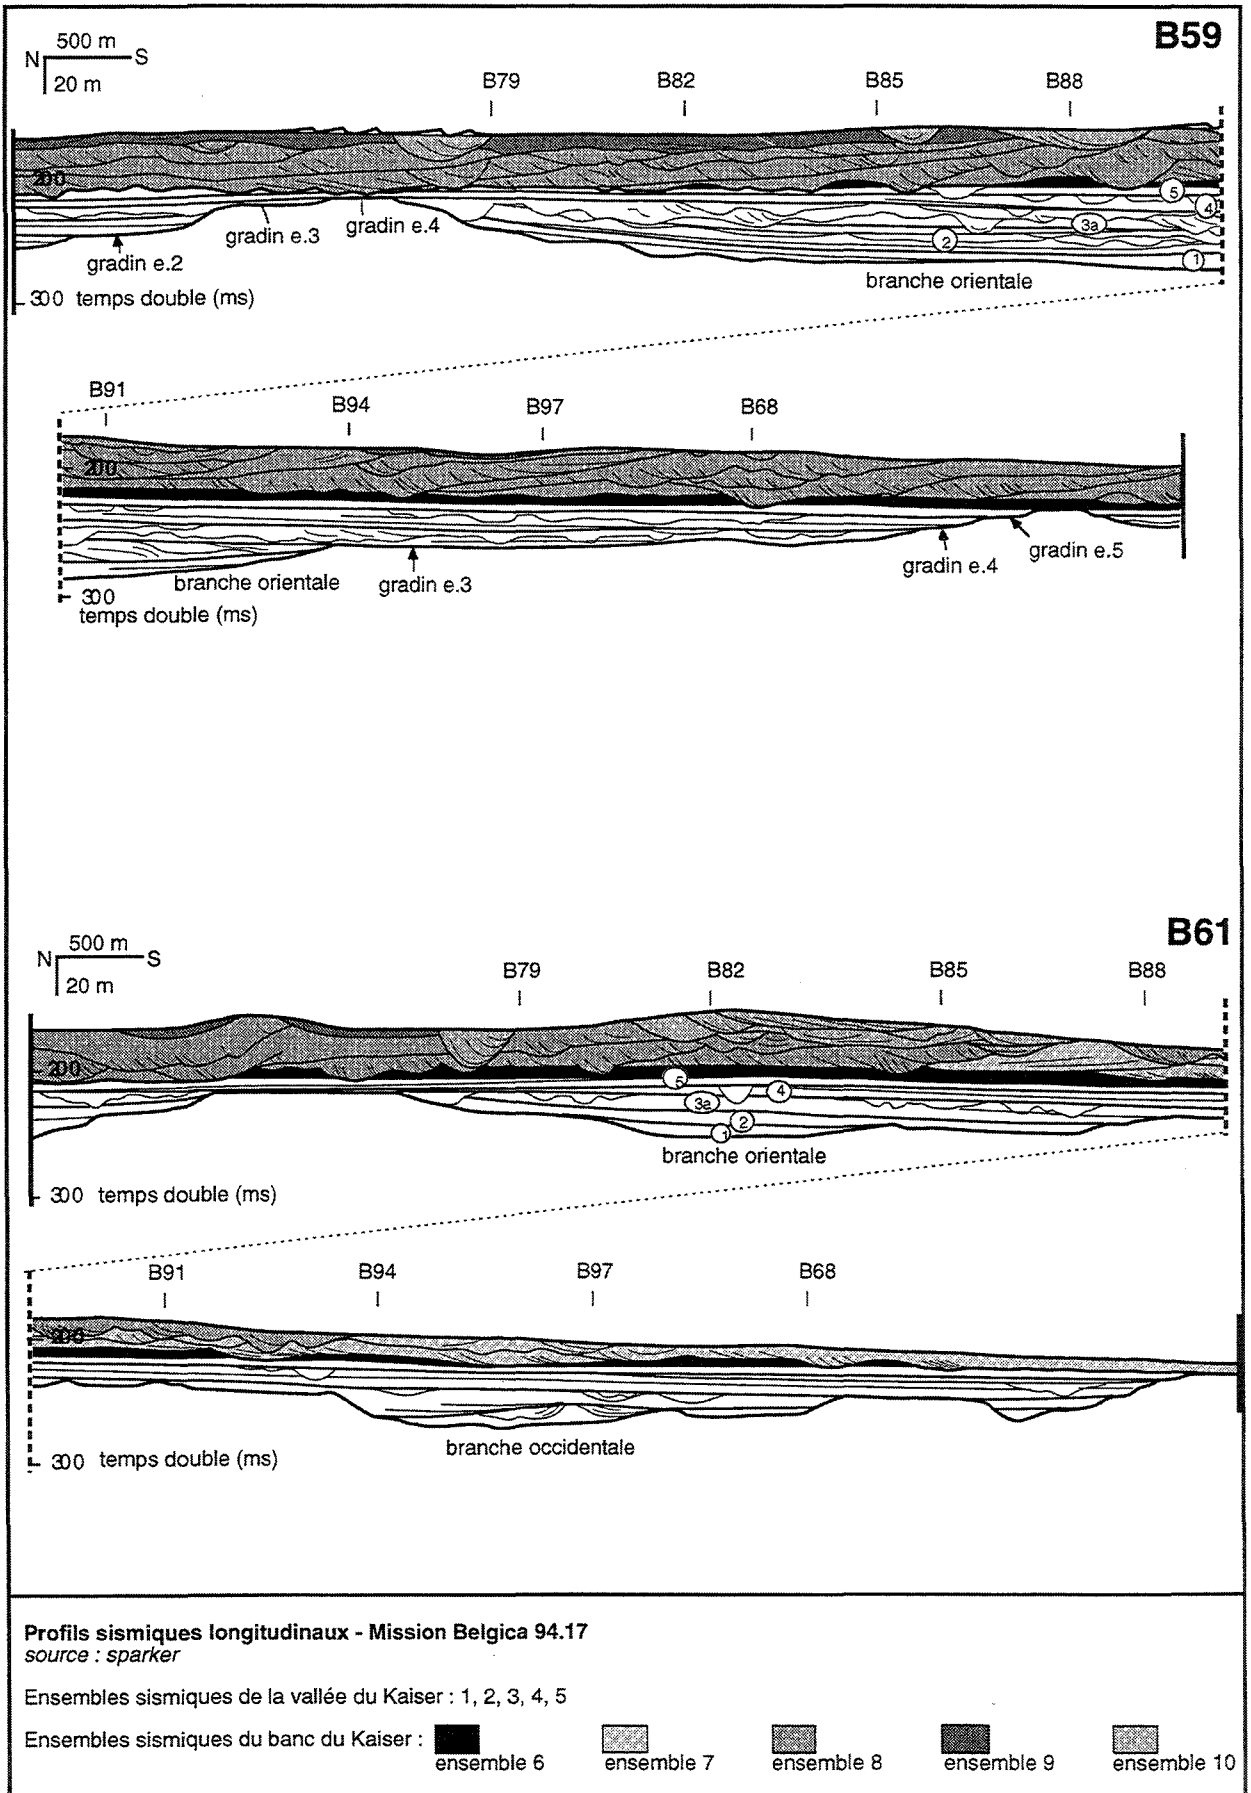 B59
500 m
N S
20 m
B79 B82 B85 B88
200
5
4
3a
2
1
gradin e.3 gradin e.4
gradin e.2
branche orientale
300 temps double (ms)
B91
B94 B97 B68
200
gradin e.5
gradin e.4
branche orientale gradin e.3
300
temps double (ms)
B61
500 m
N S
20 m
B79 B82 B85 B88
200
5
4
3a
2
1
branche orientale
300 temps double (ms)
B91 B94 B97 B68
200
branche occidentale
300 temps double (ms)
Profils sismiques longitudinaux - Mission Belgica 94.17
source : sparker
Ensembles sismiques de la vallée du Kaiser : 1, 2, 3, 4, 5
Ensembles sismiques du banc du Kaiser :
ensemble 6 ensemble 7 ensemble 8 ensemble 9 ensemble 10